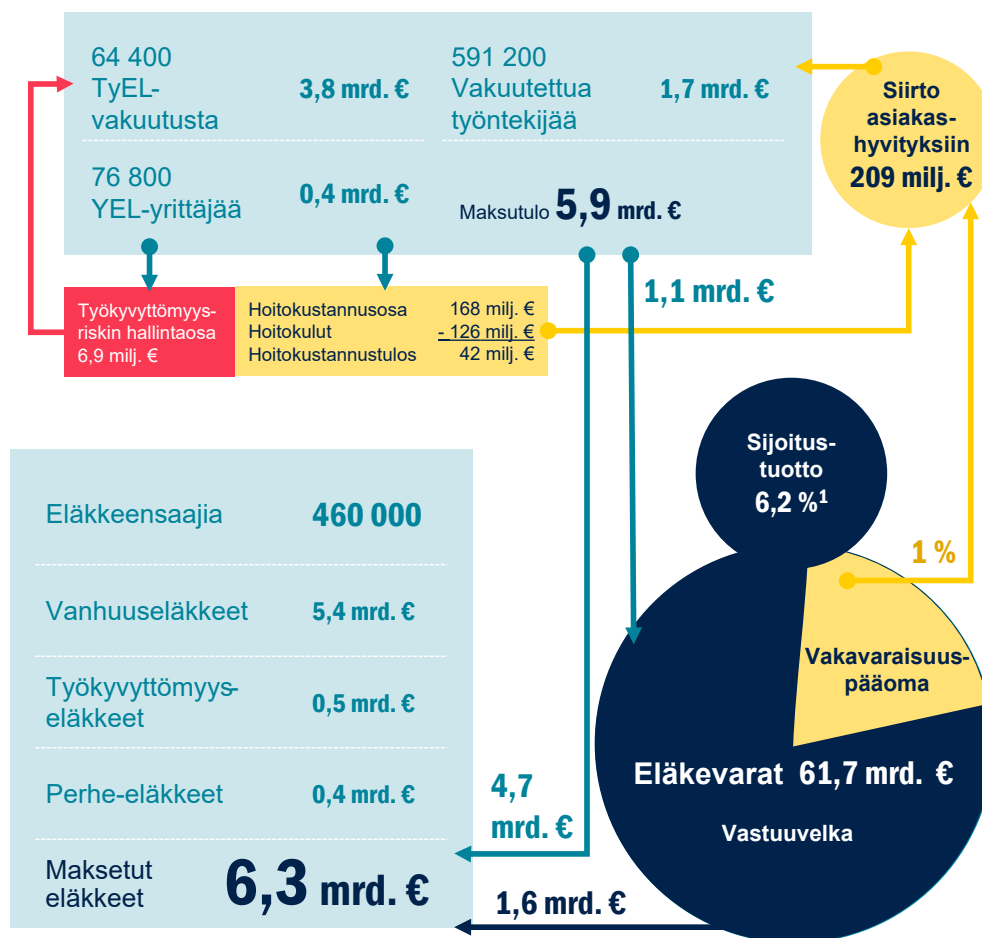 64 400
TyEL-
vakuutusta
3,8 mrd. €
591 200
Vakuutettua
työntekijää
1,7 mrd. €
76 800
YEL-yrittäjää
0,4 mrd. €
Maksutulo 5,9 mrd. €
Siirto
asiakas-
hyvityksiin
209 milj. €
1,1 mrd. €
Työkyvyttömyys-
riskin hallintaosa
6,9 milj. €
Hoitokustannusosa 168 milj. €
Hoitokulut - 126 milj. €
Hoitokustannustulos 42 milj. €
Sijoitus-
tuotto
6,2 %¹
1 %
Vakavaraisuus-
pääoma
Eläkevarat 61,7 mrd. €
Vastuuvelka
Eläkkeensaajia 460 000
Vanhuuseläkkeet 5,4 mrd. €
Työkyvyttömyys-
eläkkeet
0,5 mrd. €
Perhe-eläkkeet 0,4 mrd. €
Maksetut
eläkkeet
6,3 mrd. €
4,7
mrd. €
1,6 mrd. €